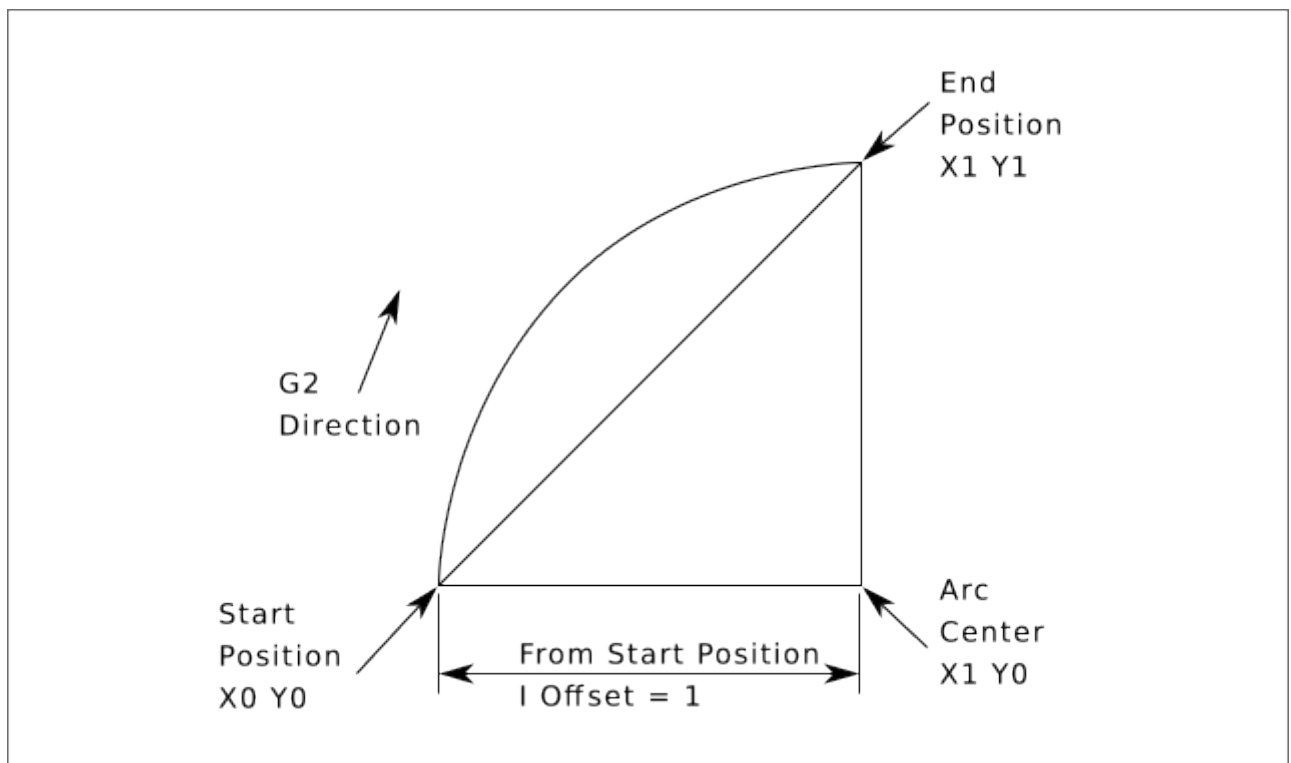 End
Position
X1 Y1
G2
Direction
Start
Position
X0 Y0
From Start Position
I Offset = 1
Arc
Center
X1 Y0